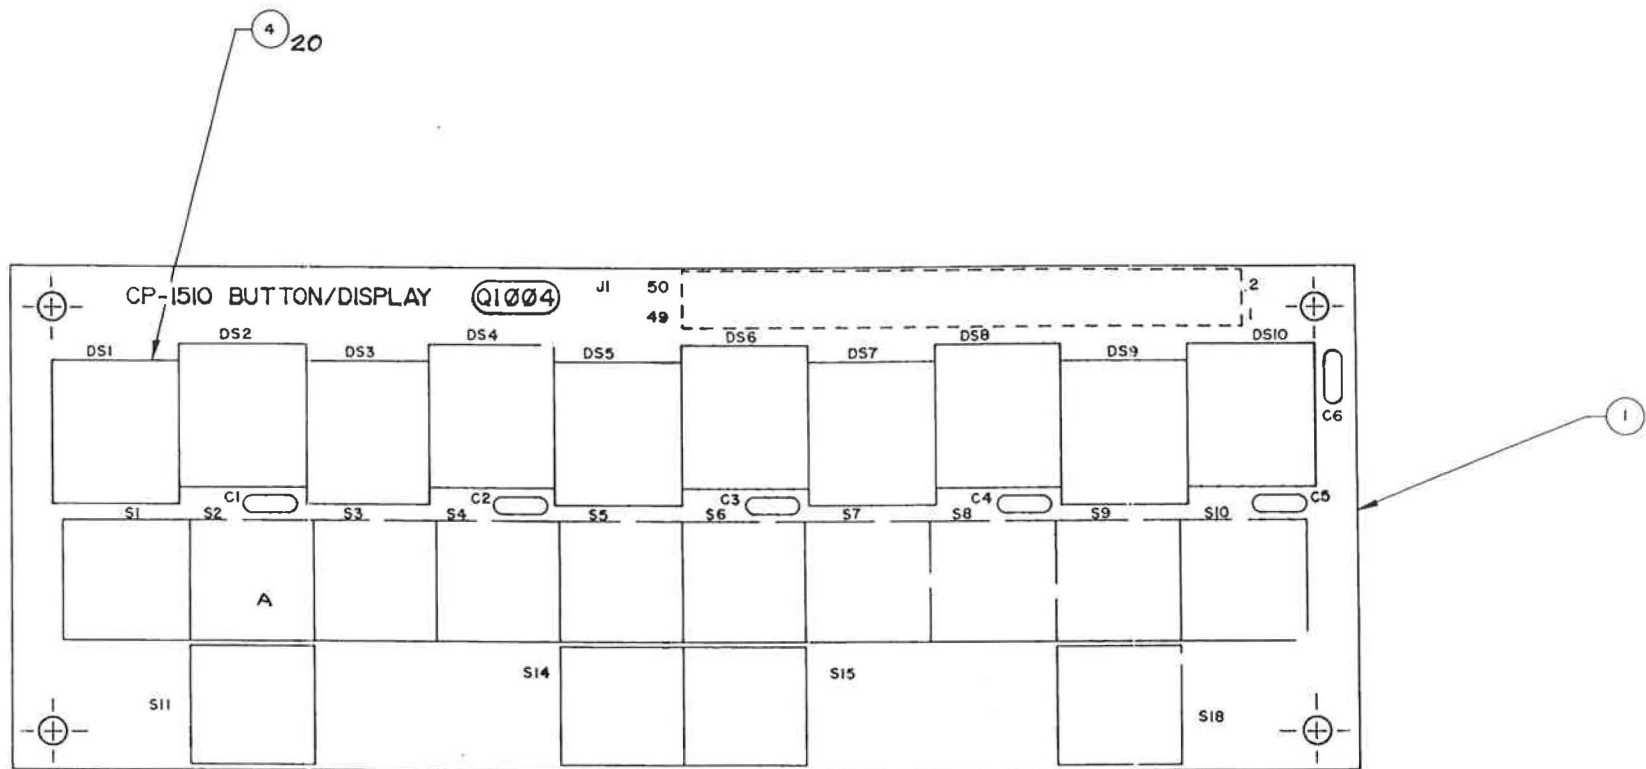 4
20
CP-1510 BUTTON/DISPLAY
Q1ØØ4
J1
50
49
2
1
DS1
DS2
DS3
DS4
DS5
DS6
DS7
DS8
DS9
DS10
C6
1
C1
C2
C3
C4
C5
S1
S2
S3
S4
S5
S6
S7
S8
S9
S10
A
S11
S14
S15
S18